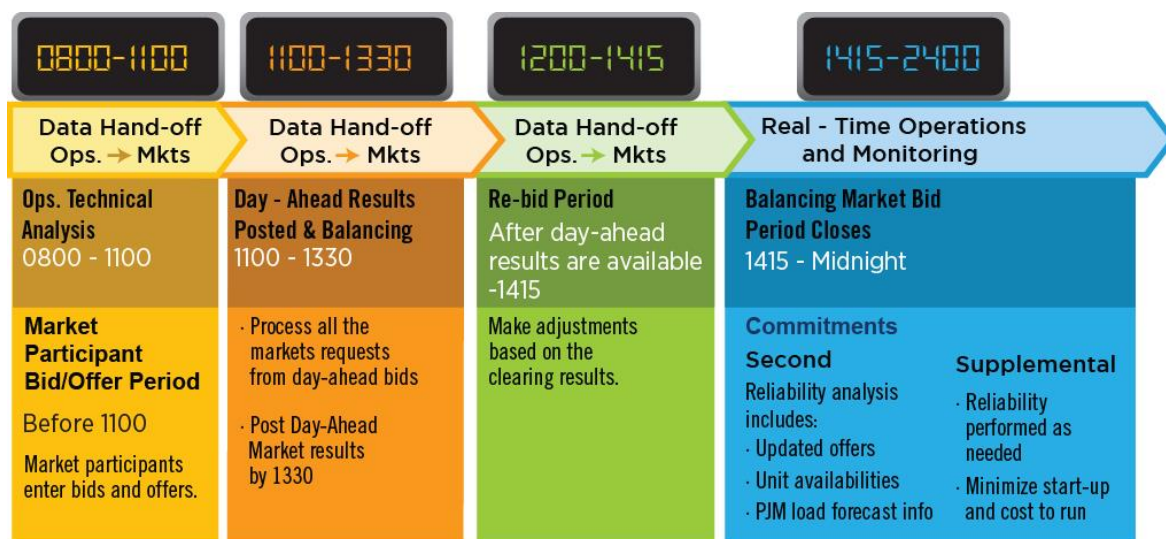 0800-1100
1100-1330
1200-1415
1415-2400
Data Hand-off
Ops. → Mkts
Data Hand-off
Ops. → Mkts
Data Hand-off
Ops. → Mkts
Real - Time Operations
and Monitoring
Ops. Technical
Analysis
0800 - 1100
Day - Ahead Results
Posted & Balancing
1100 - 1330
Re-bid Period
After day-ahead
results are available
-1415
Balancing Market Bid
Period Closes
1415 - Midnight
Market
Participant
Bid/Offer Period
Before 1100
Market participants
enter bids and offers.
· Process all the
markets requests
from day-ahead bids
· Post Day-Ahead
Market results
by 1330
Make adjustments
based on the
clearing results.
Commitments
Second
Reliability analysis
includes:
· Updated offers
· Unit availabilities
· PJM load forecast info
Supplemental
· Reliability
performed as
needed
· Minimize start-up
and cost to run